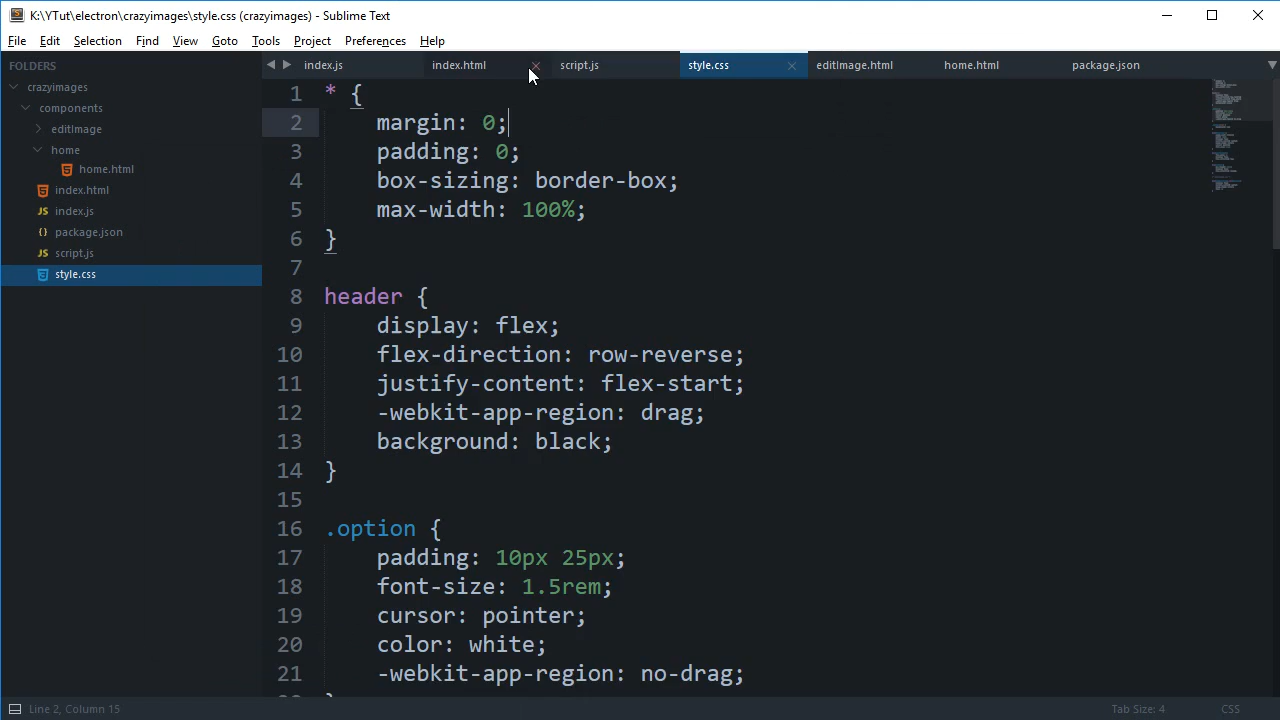 K:\YTut\electron\crazyimages\style.css (crazyimages) - Sublime Text
File Edit Selection Find View Goto Tools Project Preferences Help
FOLDERS
crazyimages
components
editImage
home
home.html
index.html
JS index.js
{} package.json
JS script.js
style.css
index.js index.html script.js style.css editImage.html home.html package.json
1 * {
2 margin: 0;
3 padding: 0;
4 box-sizing: border-box;
5 max-width: 100%;
6 }
7
8 header {
9 display: flex;
10 flex-direction: row-reverse;
11 justify-content: flex-start;
12 -webkit-app-region: drag;
13 background: black;
14 }
15
16 .option {
17 padding: 10px 25px;
18 font-size: 1.5rem;
19 cursor: pointer;
20 color: white;
21 -webkit-app-region: no-drag;
Line 2, Column 15 Tab Size: 4 CSS